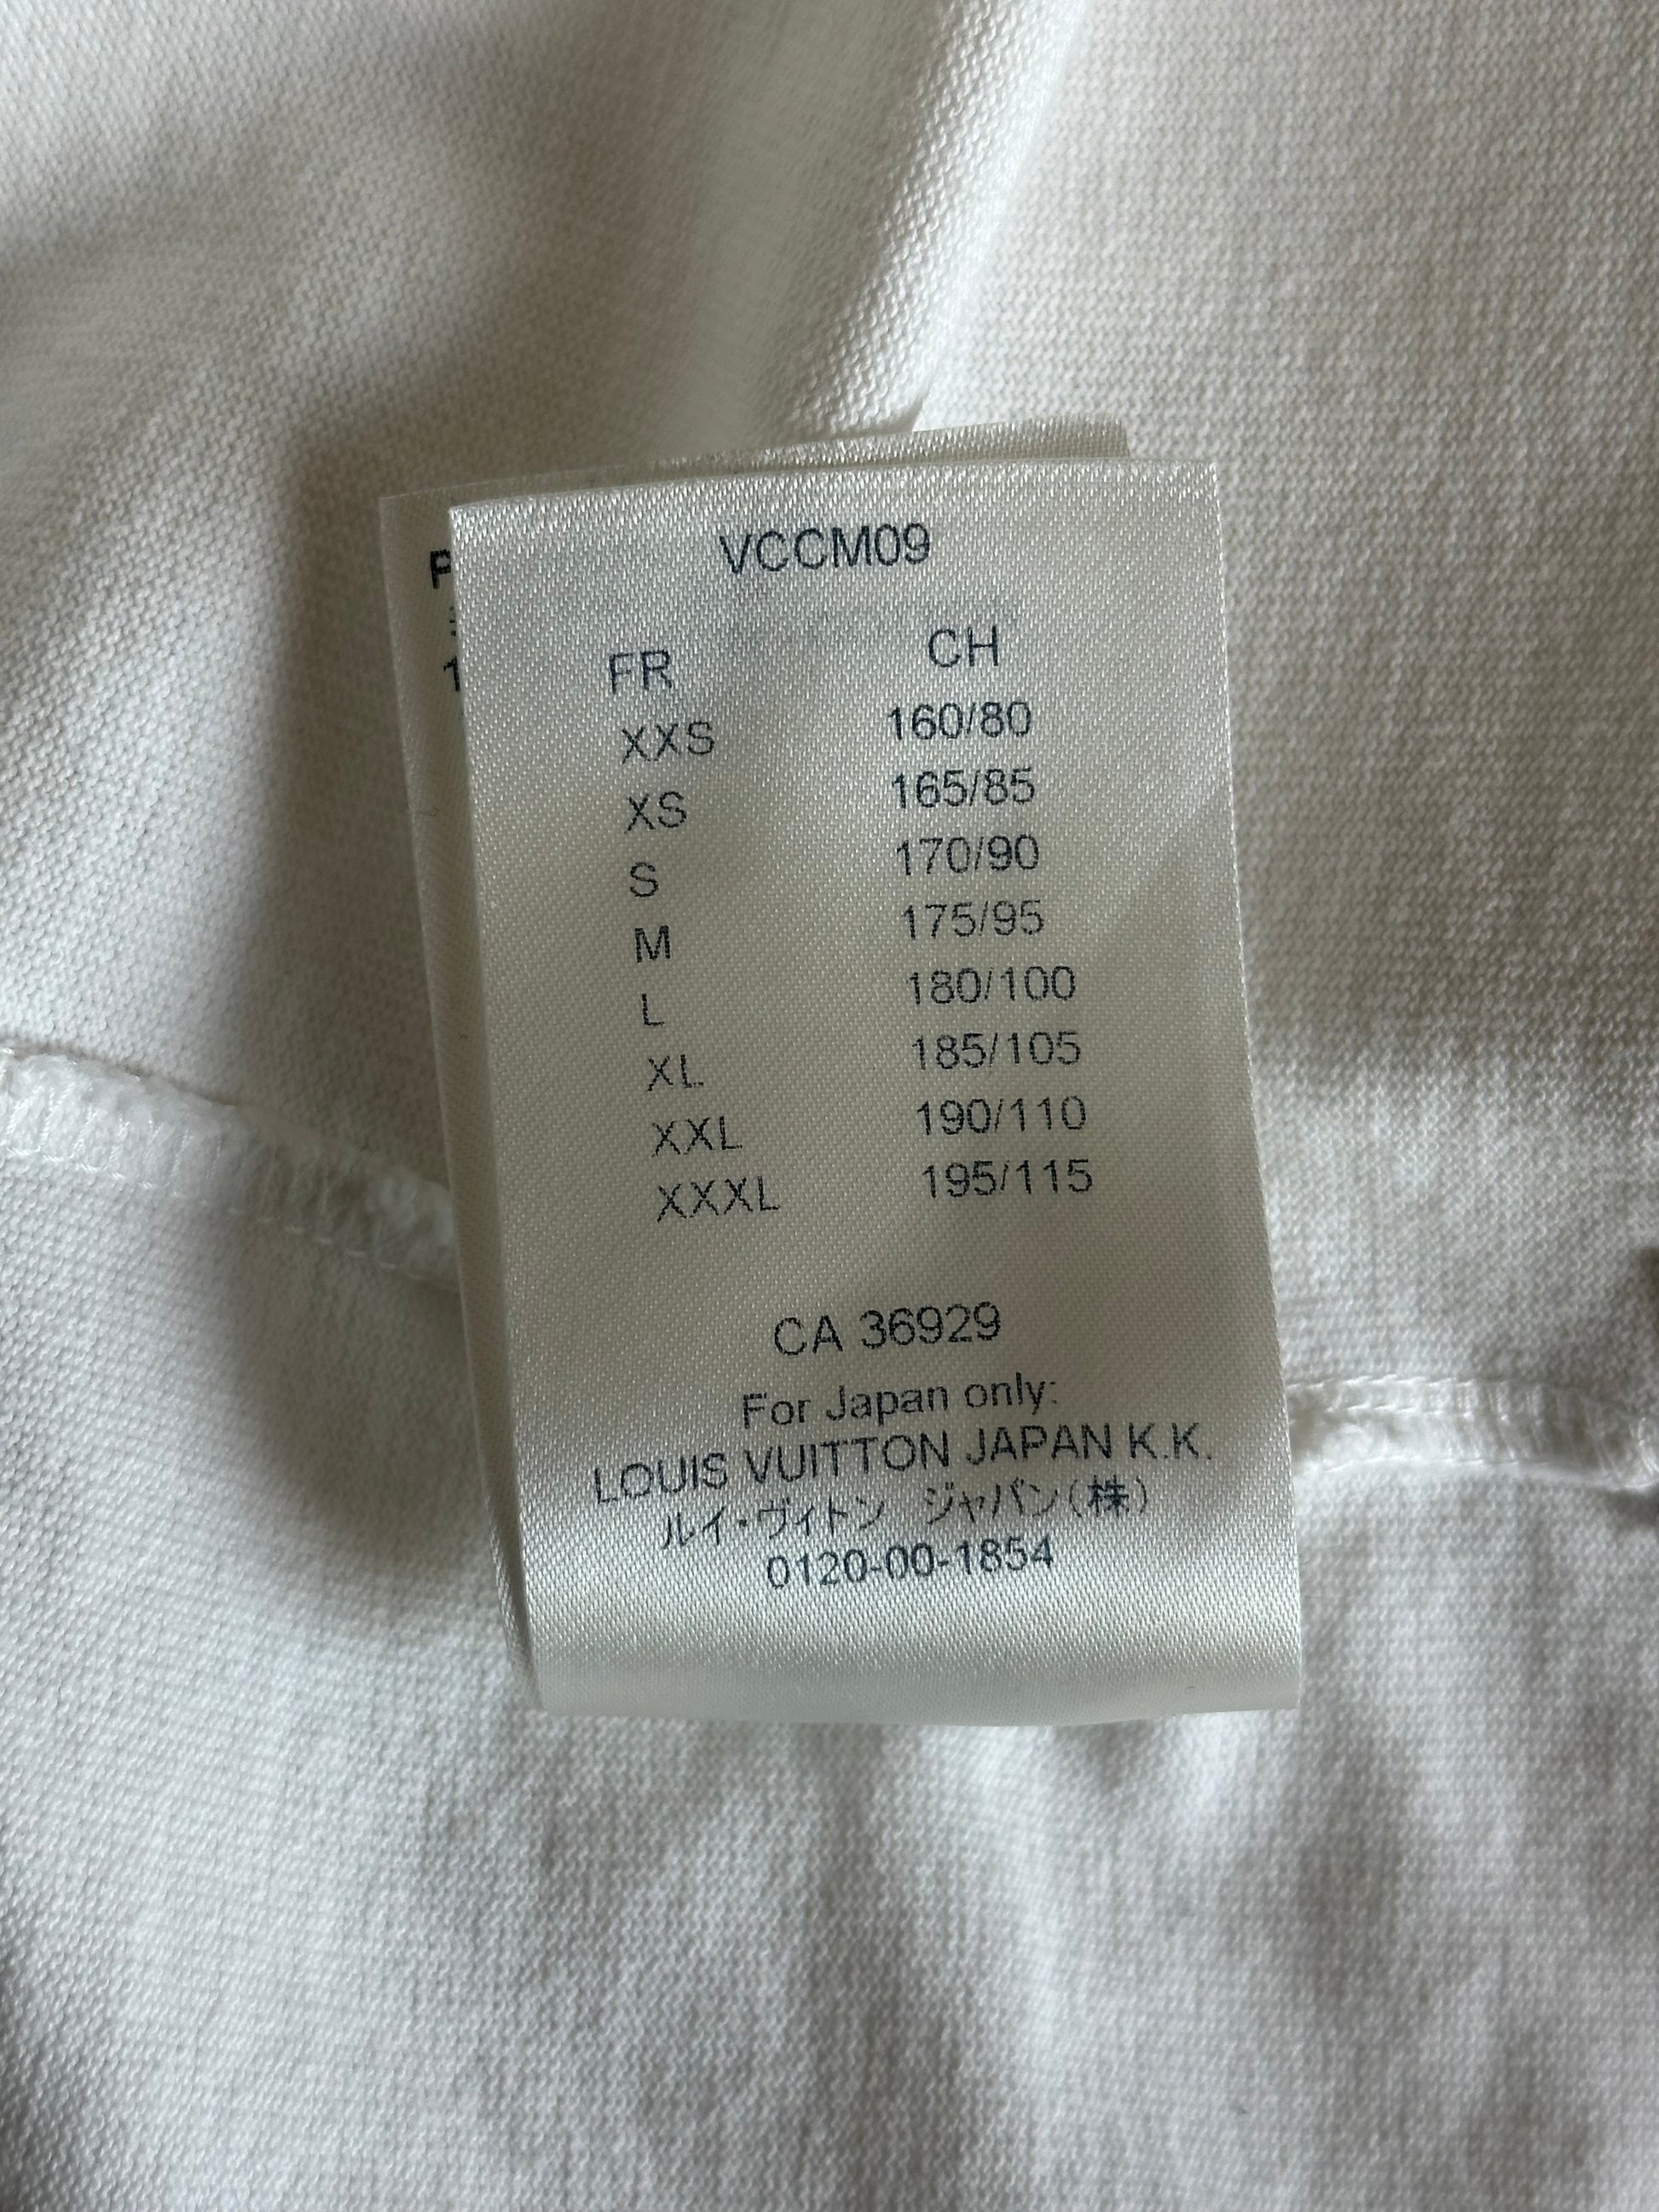 VCCM09
FR CH
XXS 160/80
XS 165/85
S 170/90
M 175/95
L 180/100
XL 185/105
XXL 190/110
XXXL 195/115
CA 36929
For Japan only:
LOUIS VUITTON JAPAN K.K.
ルイ・ヴィトン ジャパン(株)
0120-00-1854